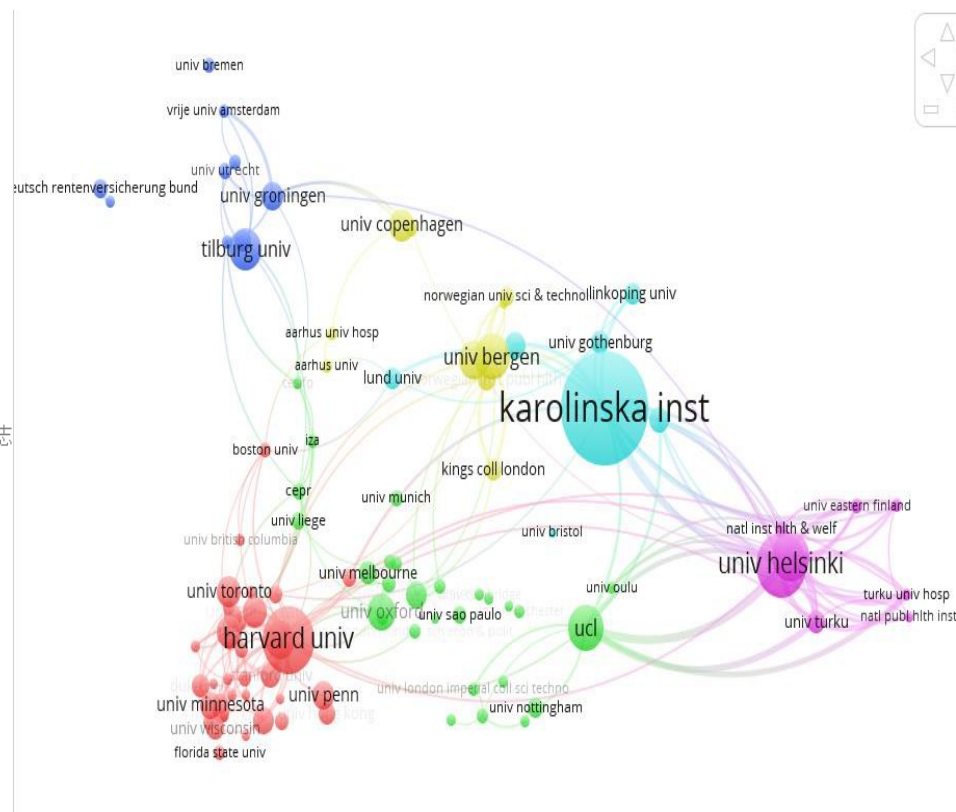 univ bremen
vrije univ amsterdam
univ utrecht
eutsch rentenversicherung bund
univ groningen
univ copenhagen
tilburg univ
norwegian univ sci & technol
linkoping univ
aarhus univ hosp
univ gothenburg
univ bergen
aarhus univ
lund univ
karolinska inst
iza
boston univ
kings coll london
cepr
univ munich
univ eastern finland
univ liege
natl inst hlth & welf
univ bristol
univ british columbia
univ helsinki
univ melbourne
univ toronto
univ oulu
turku univ hosp
univ oxford
univ sao paulo
natl publ hlth inst
univ turku
ucl
harvard univ
univ london imperial coll sci techno
univ penn
univ minnesota
univ nottingham
univ wisconsin
florida state univ